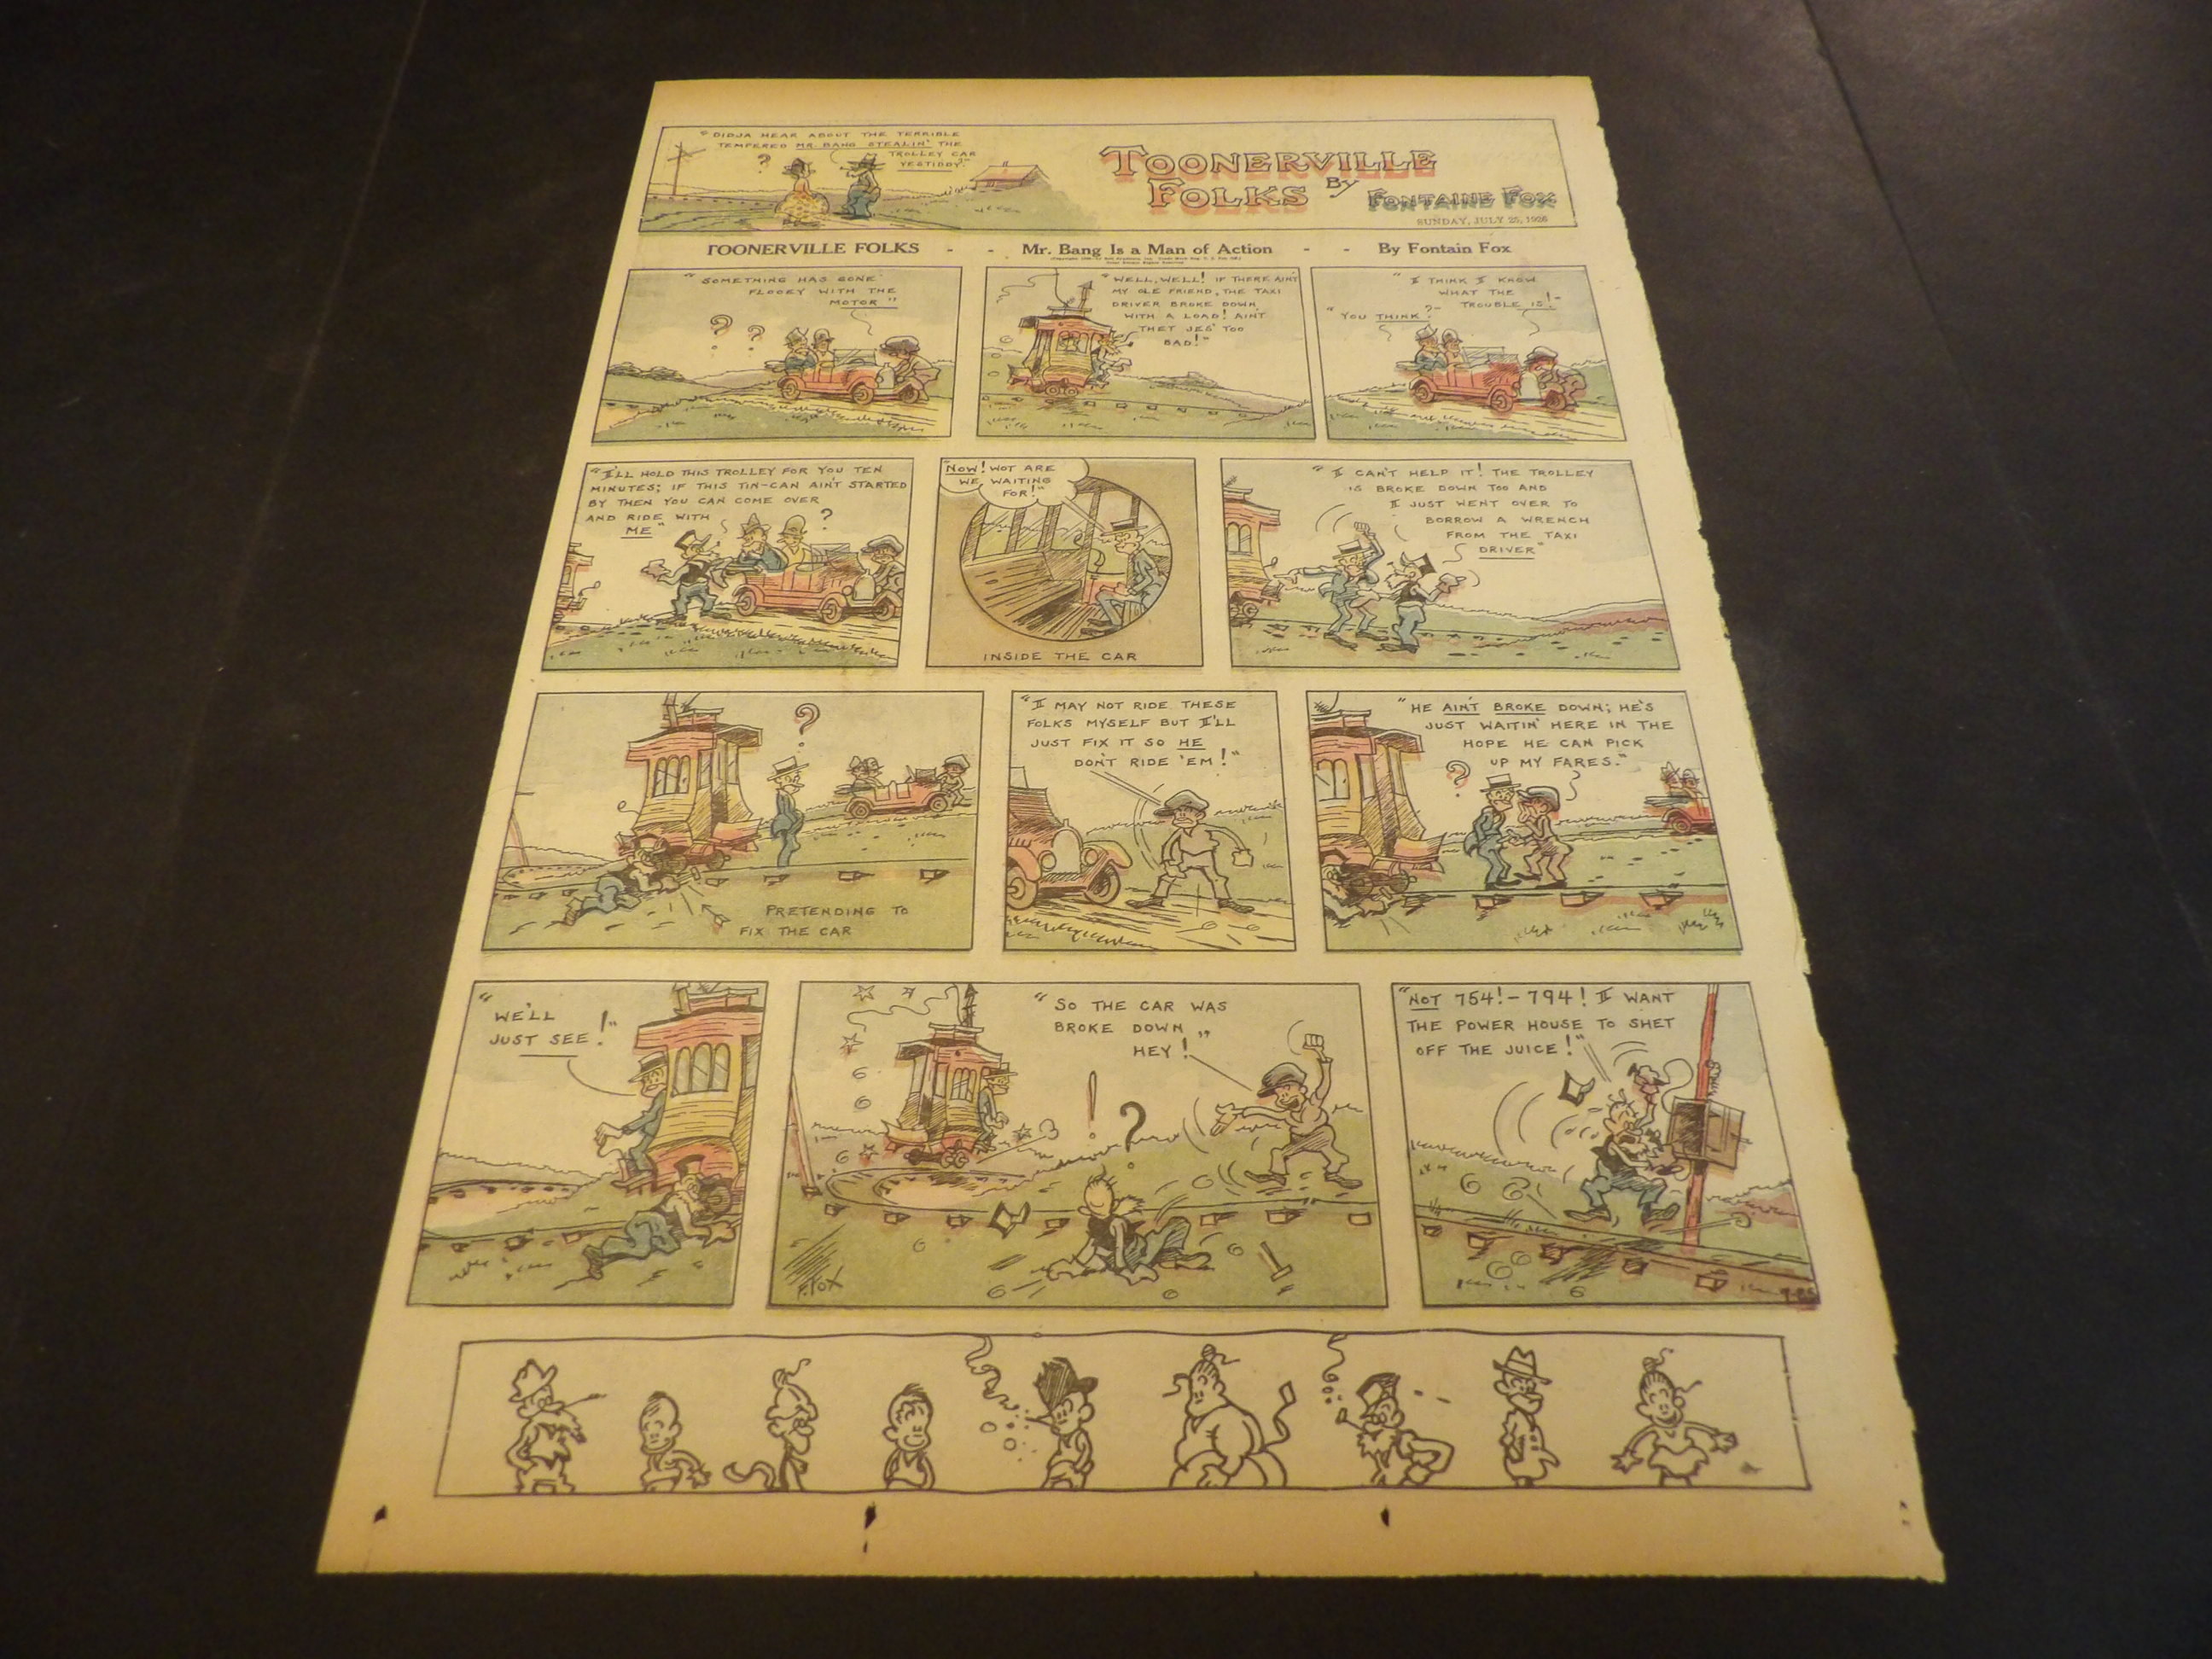 "DIDJA HEAR ABOUT THE TERRIBLE
TEMPERED MR. BANG STEALIN' THE
TROLLEY CAR
YESTIDDY?"
?
TOONERVILLE
FOLKS BY
FONTAINE FOX
SUNDAY, JULY 25, 1926
TOONERVILLE FOLKS - - Mr. Bang Is a Man of Action - - By Fontain Fox
"SOMETHING HAS GONE
FLOOEY WITH THE
MOTOR"
? ?
"WELL, WELL! IF THERE AIN'T
MY OLE FRIEND, THE TAXI
DRIVER BROKE DOWN
WITH A LOAD! AIN'T
THET JES' TOO
BAD!"
"I THINK I KNOW
WHAT THE
TROUBLE IS!"
"YOU THINK?"
"I'LL HOLD THIS TROLLEY FOR YOU TEN
MINUTES; IF THIS TIN-CAN AIN'T STARTED
BY THEN YOU CAN COME OVER
AND RIDE WITH
ME"
?
"NOW! WOT ARE
WE WAITING
FOR!"
INSIDE THE CAR
"I CAN'T HELP IT! THE TROLLEY
IS BROKE DOWN TOO AND
I JUST WENT OVER TO
BORROW A WRENCH
FROM THE TAXI
DRIVER"
?
PRETENDING TO
FIX THE CAR
"I MAY NOT RIDE THESE
FOLKS MYSELF BUT I'LL
JUST FIX IT SO HE
DON'T RIDE 'EM!"
"HE AIN'T BROKE DOWN; HE'S
JUST WAITIN' HERE IN THE
HOPE HE CAN PICK
UP MY FARES."
?
"WE'LL
JUST SEE!"
"SO THE CAR WAS
BROKE DOWN
HEY!"
! ?
F. FOX
"NOT 754!-794! I WANT
THE POWER HOUSE TO SHET
OFF THE JUICE!"